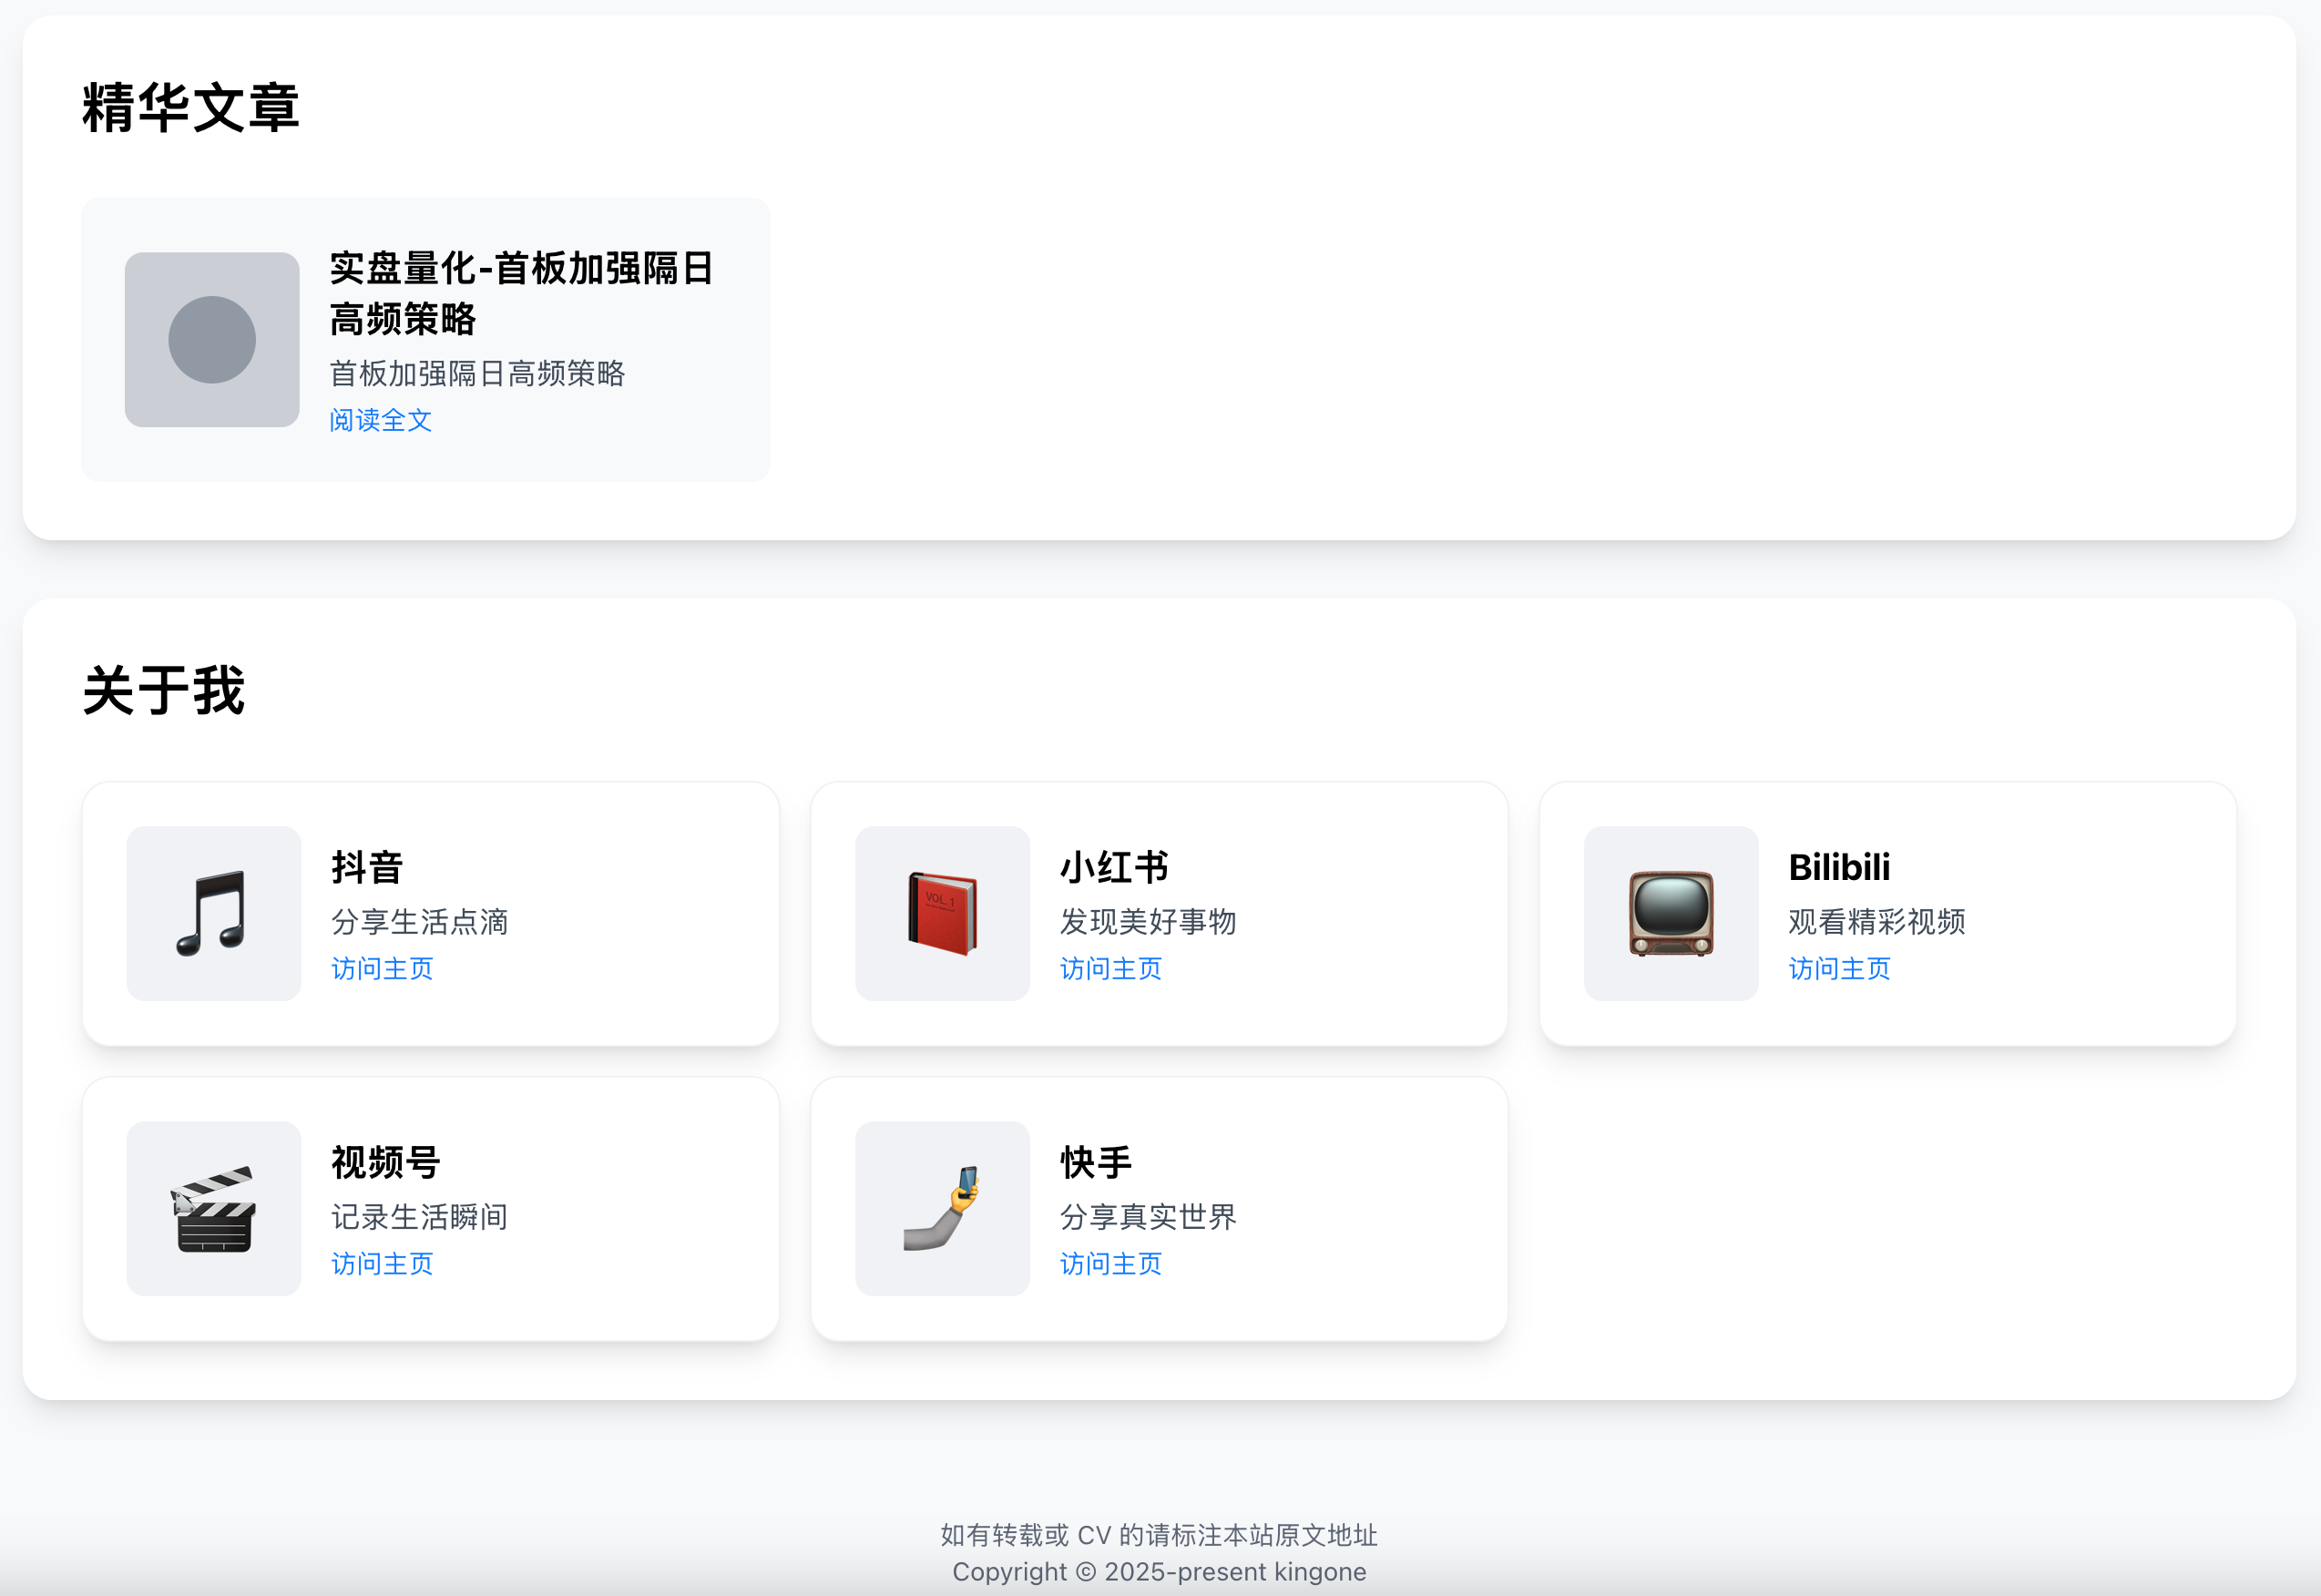 精华文章
实盘量化-首板加强隔日
高频策略
首板加强隔日高频策略
阅读全文
关于我
抖音
分享生活点滴
访问主页
小红书
发现美好事物
访问主页
VOL. 1
Bilibili
观看精彩视频
访问主页
视频号
记录生活瞬间
访问主页
快手
分享真实世界
访问主页
如有转载或 CV 的请标注本站原文地址
Copyright © 2025-present kingone